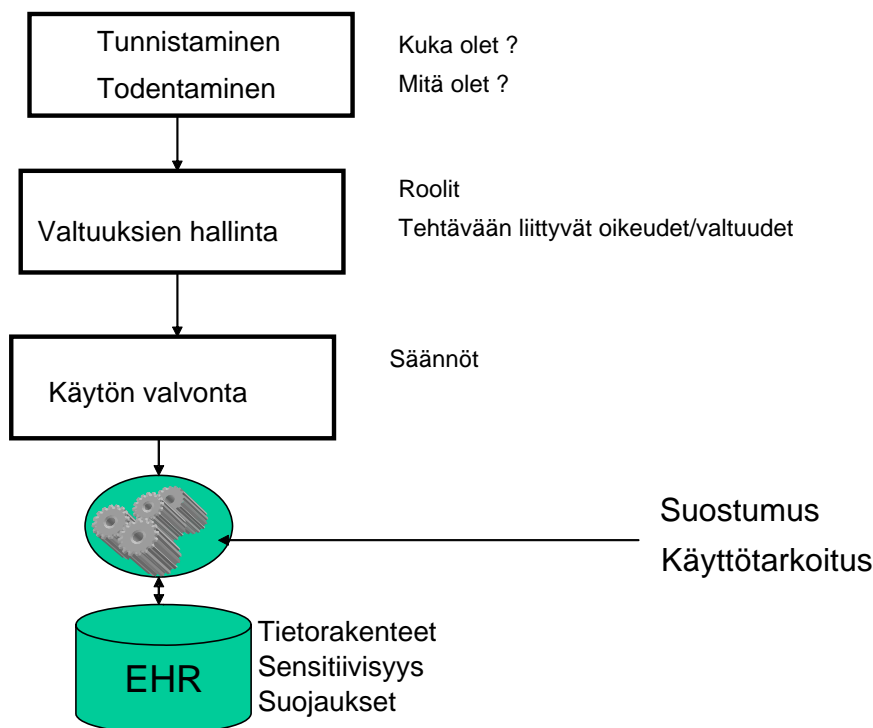 Tunnistaminen
Todentaminen
Kuka olet ?
Mitä olet ?
Valtuuksien hallinta
Roolit
Tehtävään liittyvät oikeudet/valtuudet
Käytön valvonta
Säännöt
Suostumus
Käyttötarkoitus
EHR
Tietorakenteet
Sensitiivisyys
Suojaukset